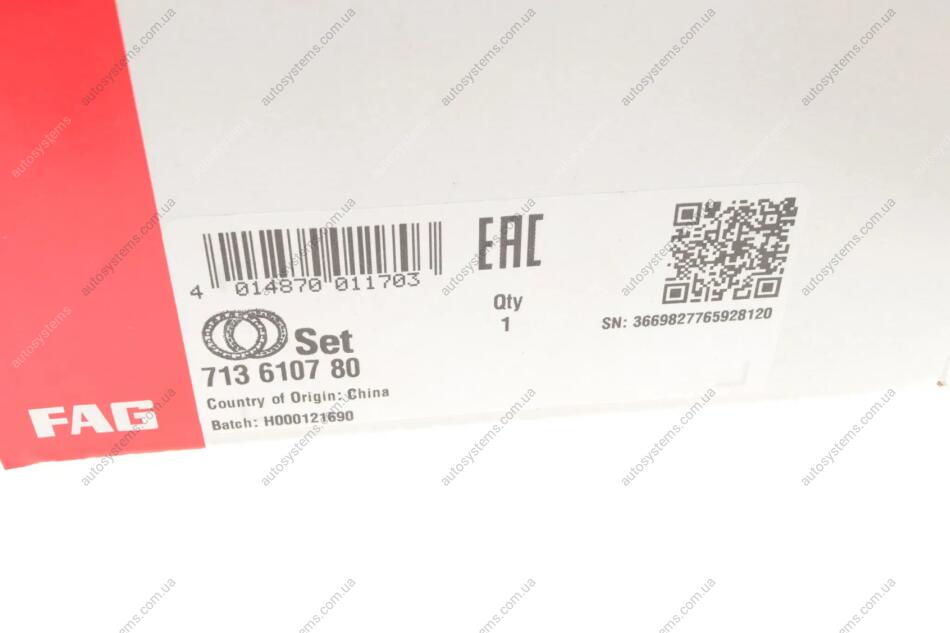 EAC
4 014870 011703
Qty
1
SN: 3669827765928120
Set
713 6107 80
Country of Origin: China
Batch: H000121690
FAG
autosystems.com.ua